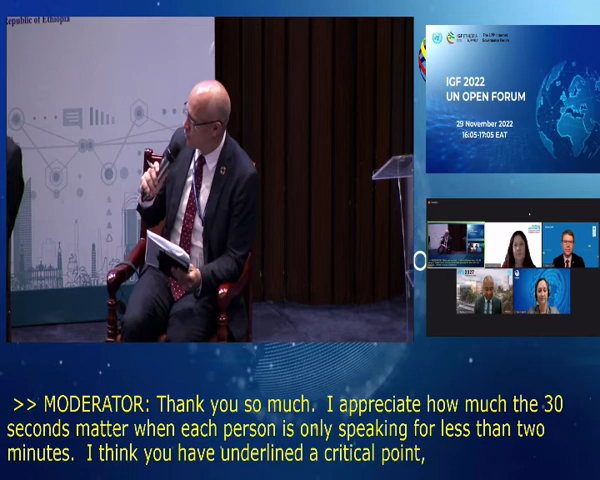 Republic of Ethiopia
IGF 2022
UN OPEN FORUM
29 November 2022
16:05-17:05 EAT
>> MODERATOR: Thank you so much.  I appreciate how much the 30
seconds matter when each person is only speaking for less than two
minutes.  I think you have underlined a critical point,